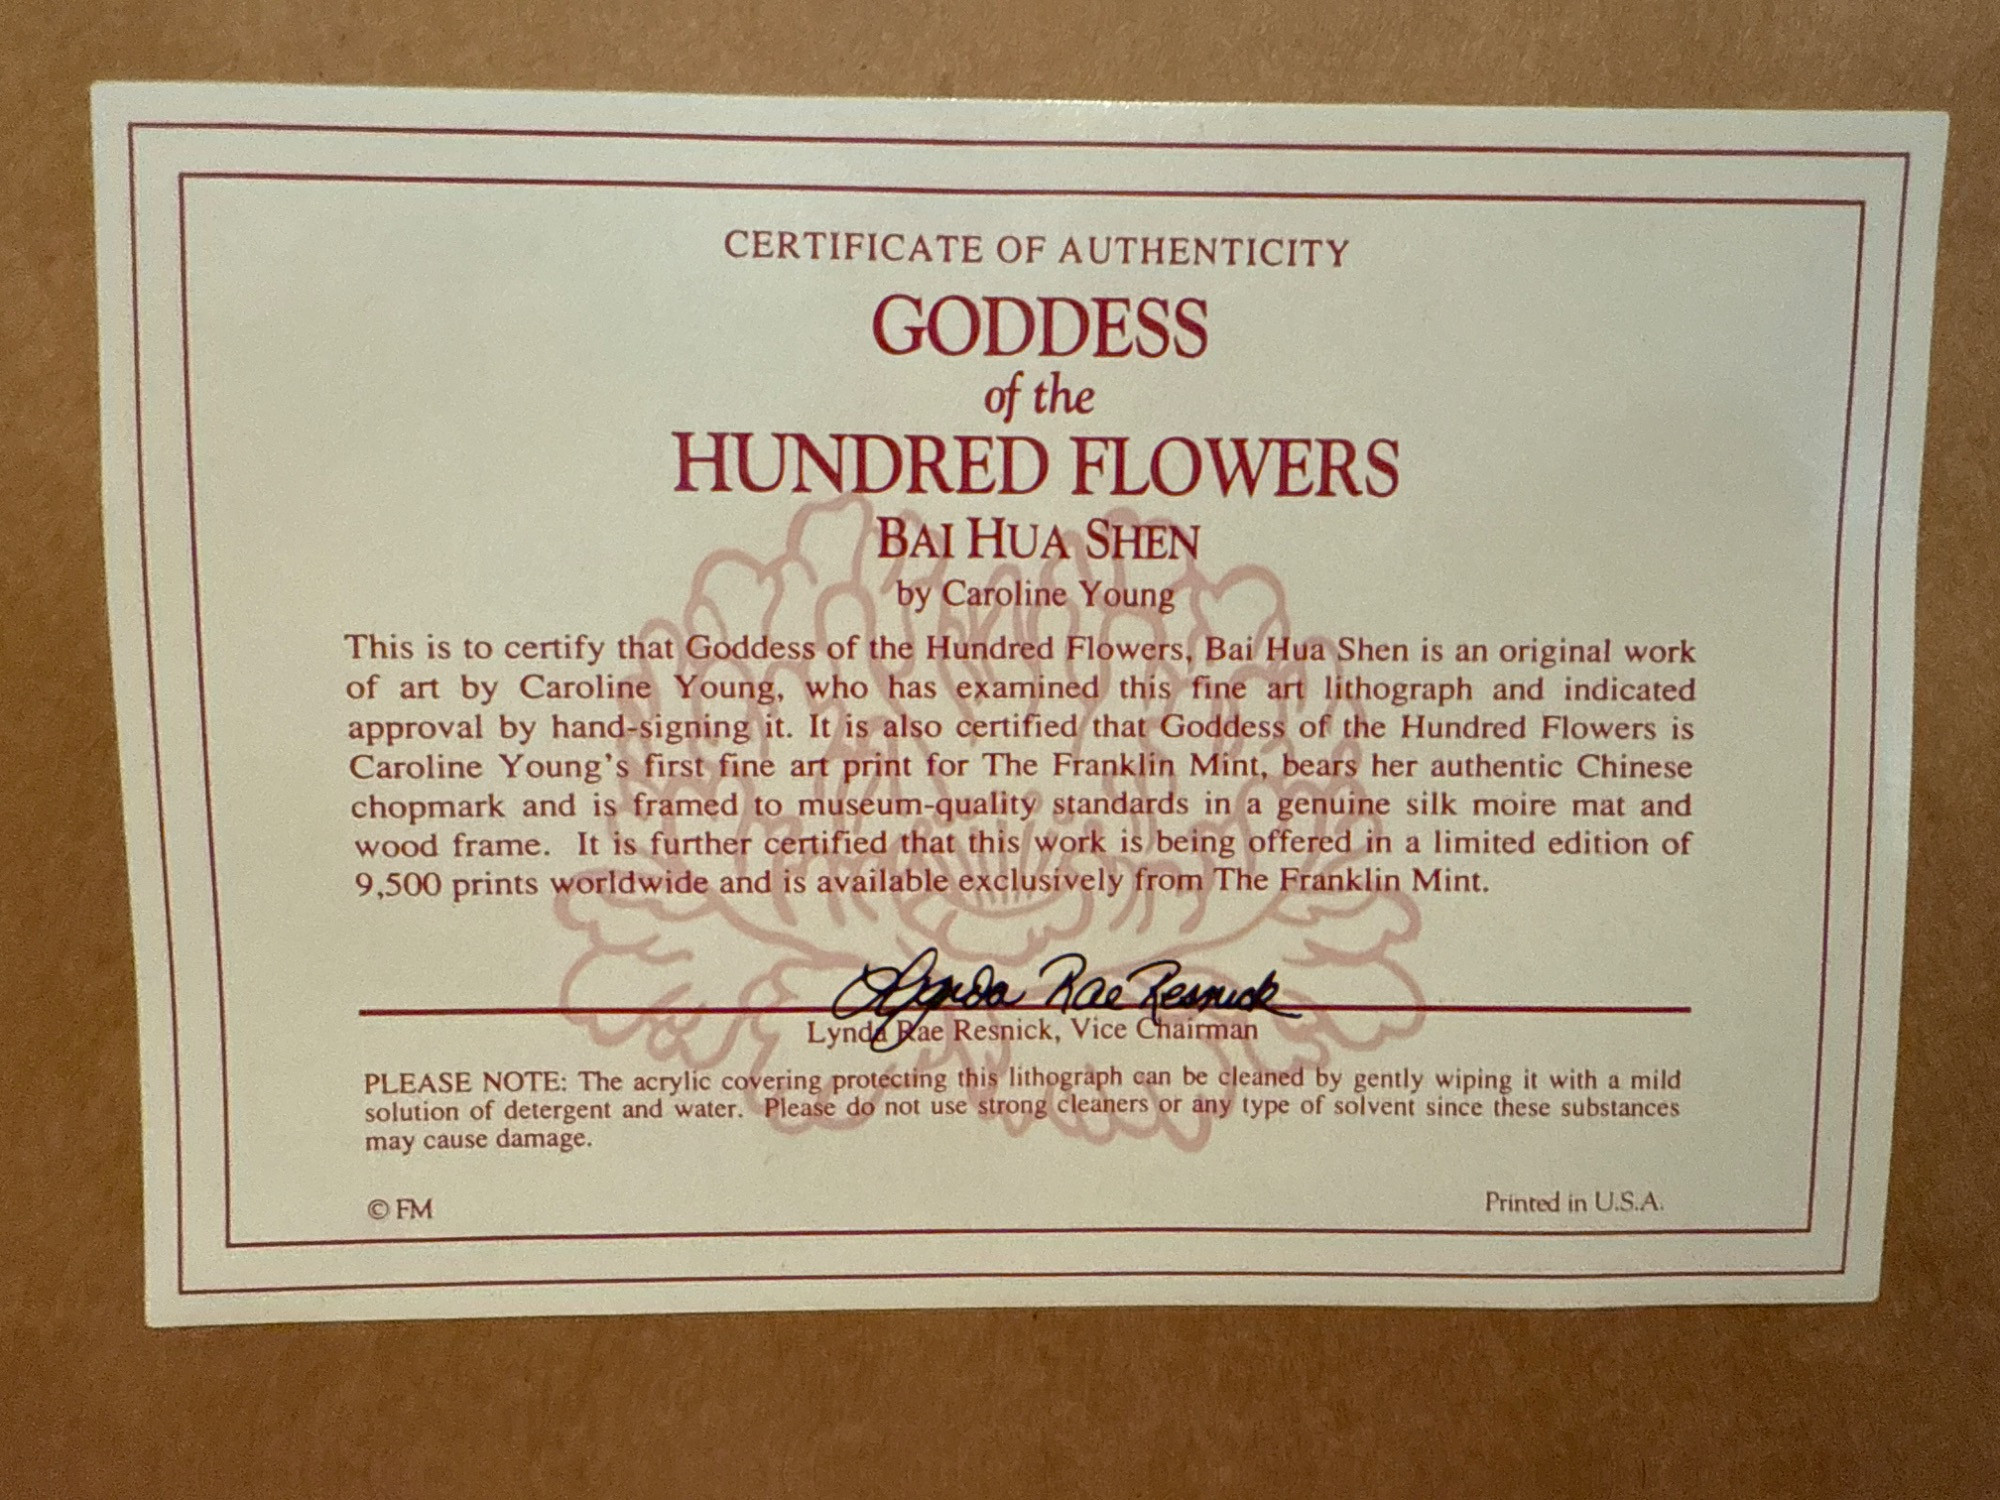 CERTIFICATE OF AUTHENTICITY
GODDESS
of the
HUNDRED FLOWERS
BAI HUA SHEN
by Caroline Young
This is to certify that Goddess of the Hundred Flowers, Bai Hua Shen is an original work
of art by Caroline Young, who has examined this fine art lithograph and indicated
approval by hand-signing it. It is also certified that Goddess of the Hundred Flowers is
Caroline Young's first fine art print for The Franklin Mint, bears her authentic Chinese
chopmark and is framed to museum-quality standards in a genuine silk moire mat and
wood frame. It is further certified that this work is being offered in a limited edition of
9,500 prints worldwide and is available exclusively from The Franklin Mint.
Lynda Rae Resnick
Lynda Rae Resnick, Vice Chairman
PLEASE NOTE: The acrylic covering protecting this lithograph can be cleaned by gently wiping it with a mild
solution of detergent and water. Please do not use strong cleaners or any type of solvent since these substances
may cause damage.
© FM
Printed in U.S.A.